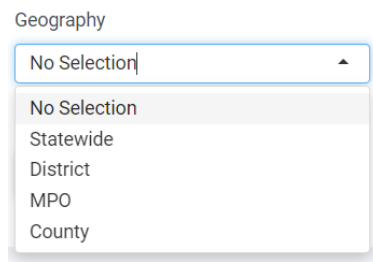 Geography
No Selection
No Selection
Statewide
District
MPO
County